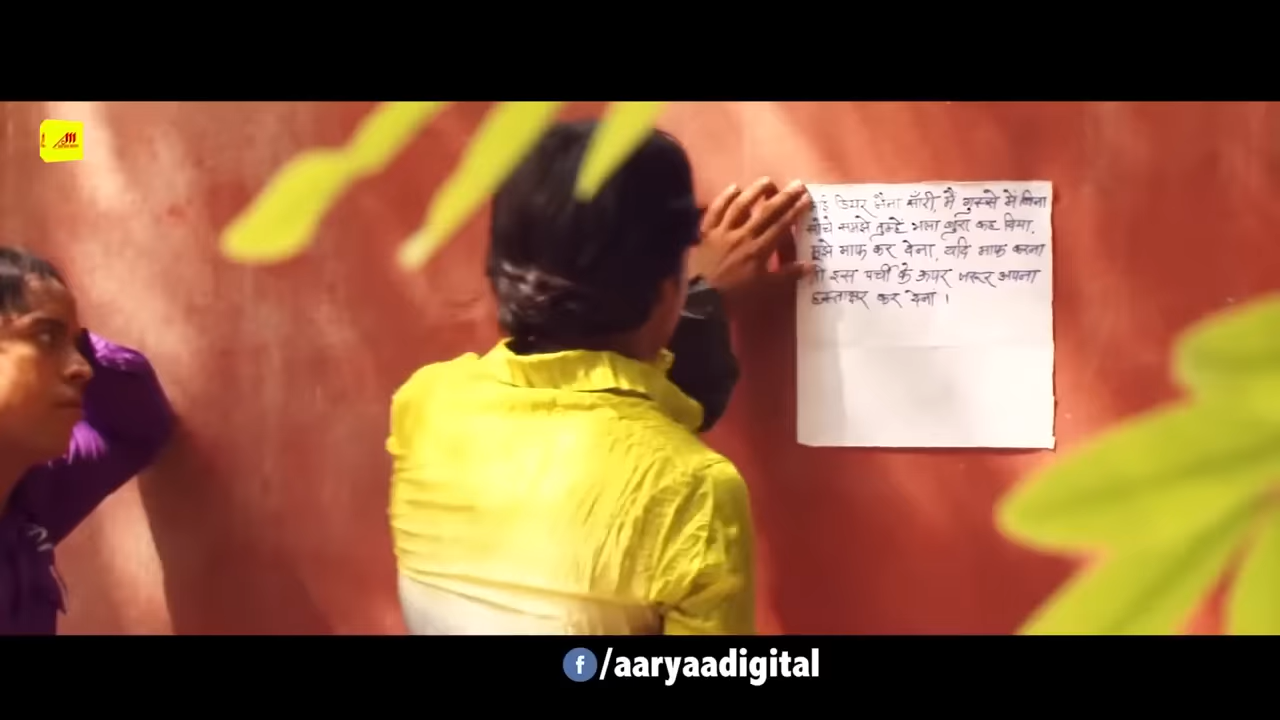 माई डियर नैना सॉरी, मैं गुस्से में बिना
सोचे समझे तुम्हें भला बुरा कह दिया.
मुझे माफ कर देना, यदि माफ करना
तो इस पर्ची के ऊपर जरूर अपना
हस्ताक्षर कर देना ।
/aaryaadigital